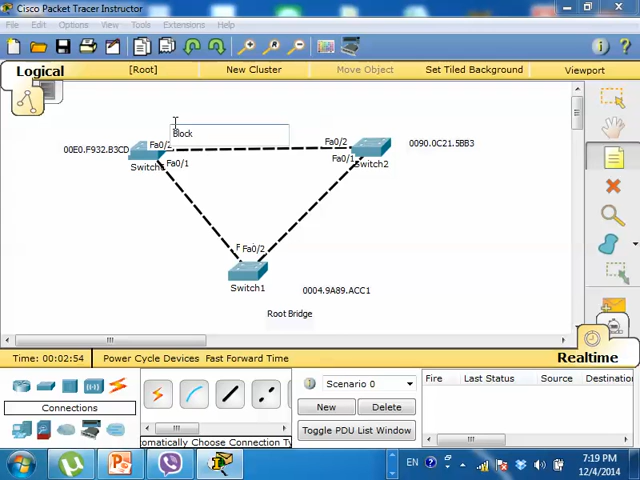 Cisco Packet Tracer Instructor
File Edit Options View Tools Extensions Help
Logical [Root] New Cluster Move Object Set Tiled Background Viewport
Block
00E0.F932.B3CD Fa0/2 Fa0/2 0090.0C21.5BB3
Fa0/1 Fa0/1
Switch2
Fa0/2
Switch1 0004.9A89.ACC1
Root Bridge
Time: 00:02:54 Power Cycle Devices Fast Forward Time Realtime
Scenario 0 Fire Last Status Source Destination
Connections New Delete
Toggle PDU List Window
utomatically Choose Connection Ty
EN 7:19 PM
12/4/2014